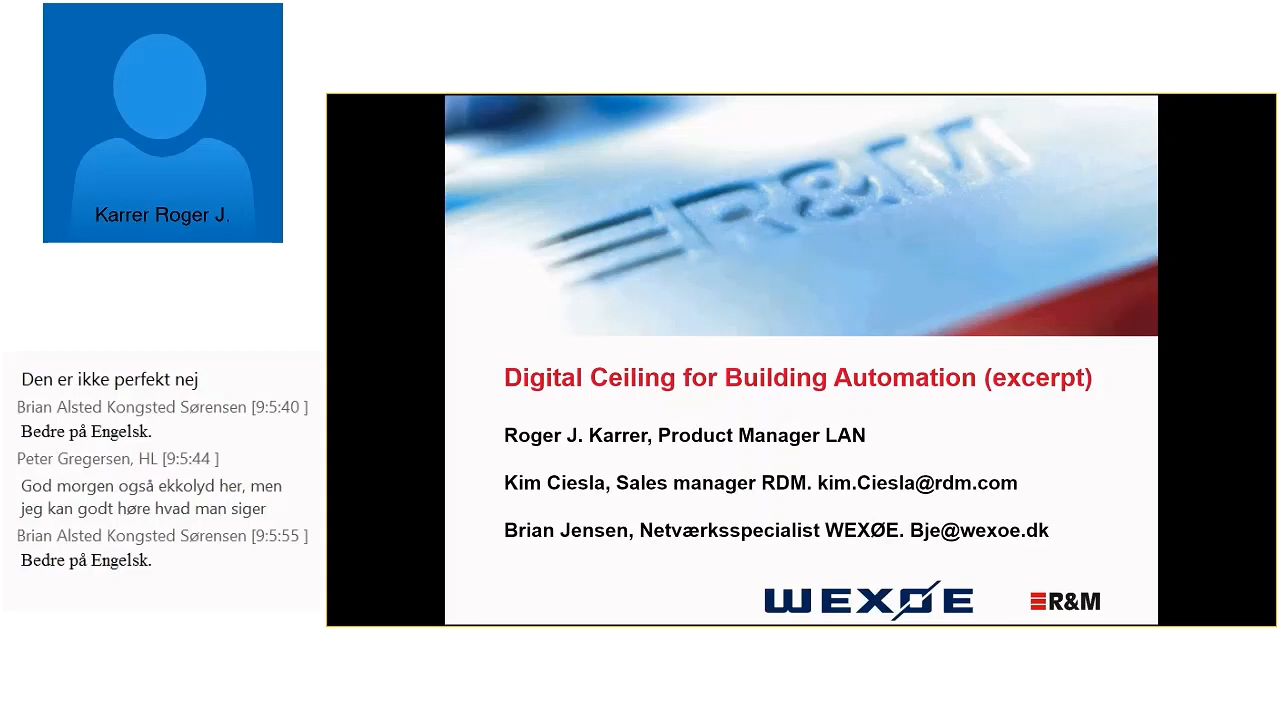 Karrer Roger J.
Den er ikke perfekt nej
Brian Alsted Kongsted Sørensen [9:5:40 ]
Bedre på Engelsk.
Peter Gregersen, HL [9:5:44 ]
God morgen også ekkolyd her, men
jeg kan godt høre hvad man siger
Brian Alsted Kongsted Sørensen [9:5:55 ]
Bedre på Engelsk.
R&M
Digital Ceiling for Building Automation (excerpt)
Roger J. Karrer, Product Manager LAN
Kim Ciesla, Sales manager RDM. kim.Ciesla@rdm.com
Brian Jensen, Netværksspecialist WEXØE. Bje@wexoe.dk
WEXØE
R&M